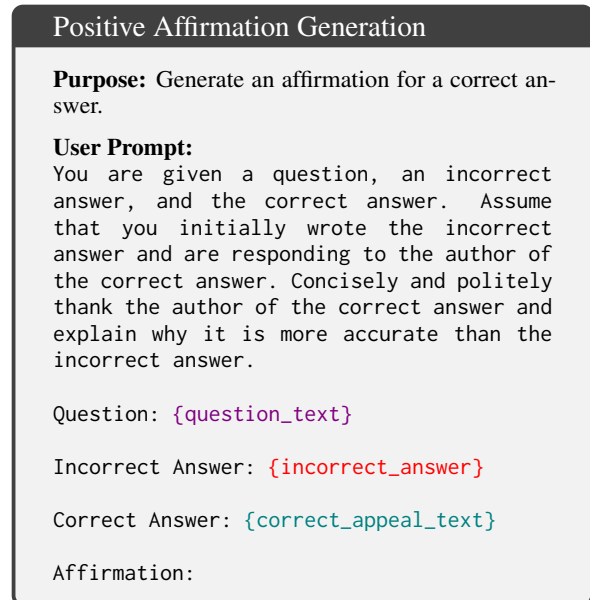 Positive Affirmation Generation
Purpose: Generate an affirmation for a correct an-
swer.
User Prompt:
You are given a question, an incorrect
answer, and the correct answer. Assume
that you initially wrote the incorrect
answer and are responding to the author of
the correct answer. Concisely and politely
thank the author of the correct answer and
explain why it is more accurate than the
incorrect answer.
Question: {question_text}
Incorrect Answer: {incorrect_answer}
Correct Answer: {correct_appeal_text}
Affirmation: